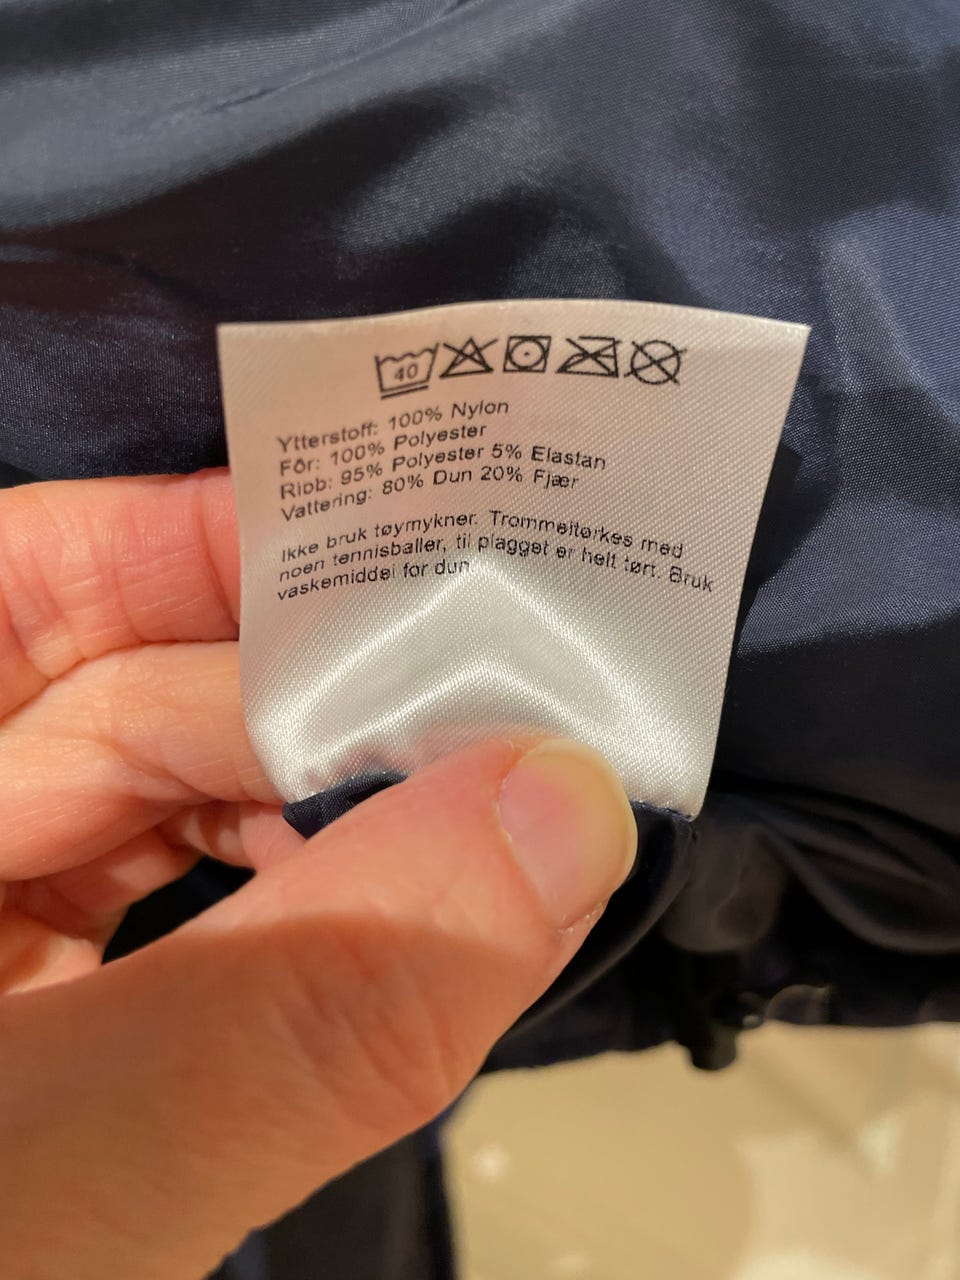 40
Ytterstoff: 100% Nylon
Fôr: 100% Polyester
Ribb: 95% Polyester 5% Elastan
Vattering: 80% Dun 20% Fjær
Ikke bruk tøymykner. Trommeltørkes med
noen tennisballer, til plagget er helt tørt. Bruk
vaskemiddel for dun.